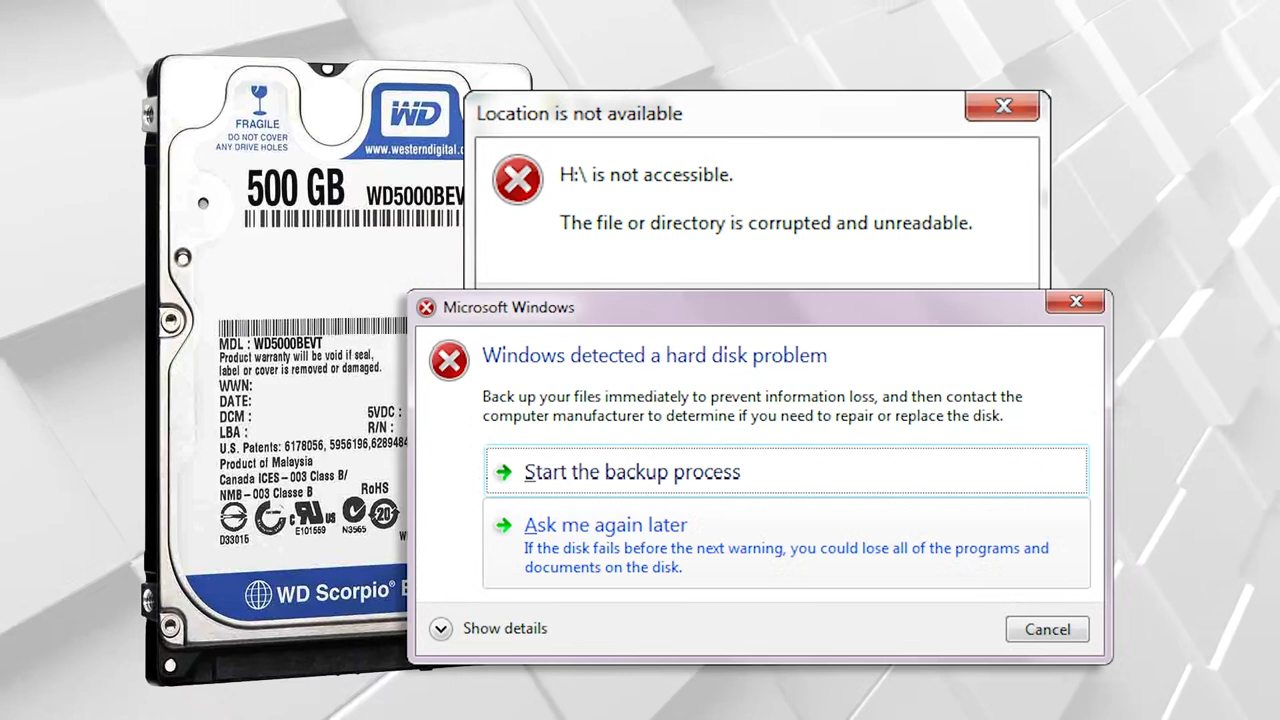 FRAGILE
DO NOT COVER
ANY DRIVE HOLES
WD
www.westerndigital.c
500 GB WD5000BEV
MDL : WD5000BEVT
Product warranty will be void if seal,
label or cover is removed or damaged.
WWN:
DATE:
DCM : 5VDC :
LBA : R/N :
U.S. Patents: 6178056, 5956196,6289484
Product of Malaysia
Canada ICES-003 Class B/
NMB-003 Classe B
RoHS
c us
20
D33015
E101559
N3565
W
WD Scorpio®
Location is not available
H:\ is not accessible.
The file or directory is corrupted and unreadable.
Microsoft Windows
Windows detected a hard disk problem
Back up your files immediately to prevent information loss, and then contact the
computer manufacturer to determine if you need to repair or replace the disk.
Start the backup process
Ask me again later
If the disk fails before the next warning, you could lose all of the programs and
documents on the disk.
Show details
Cancel